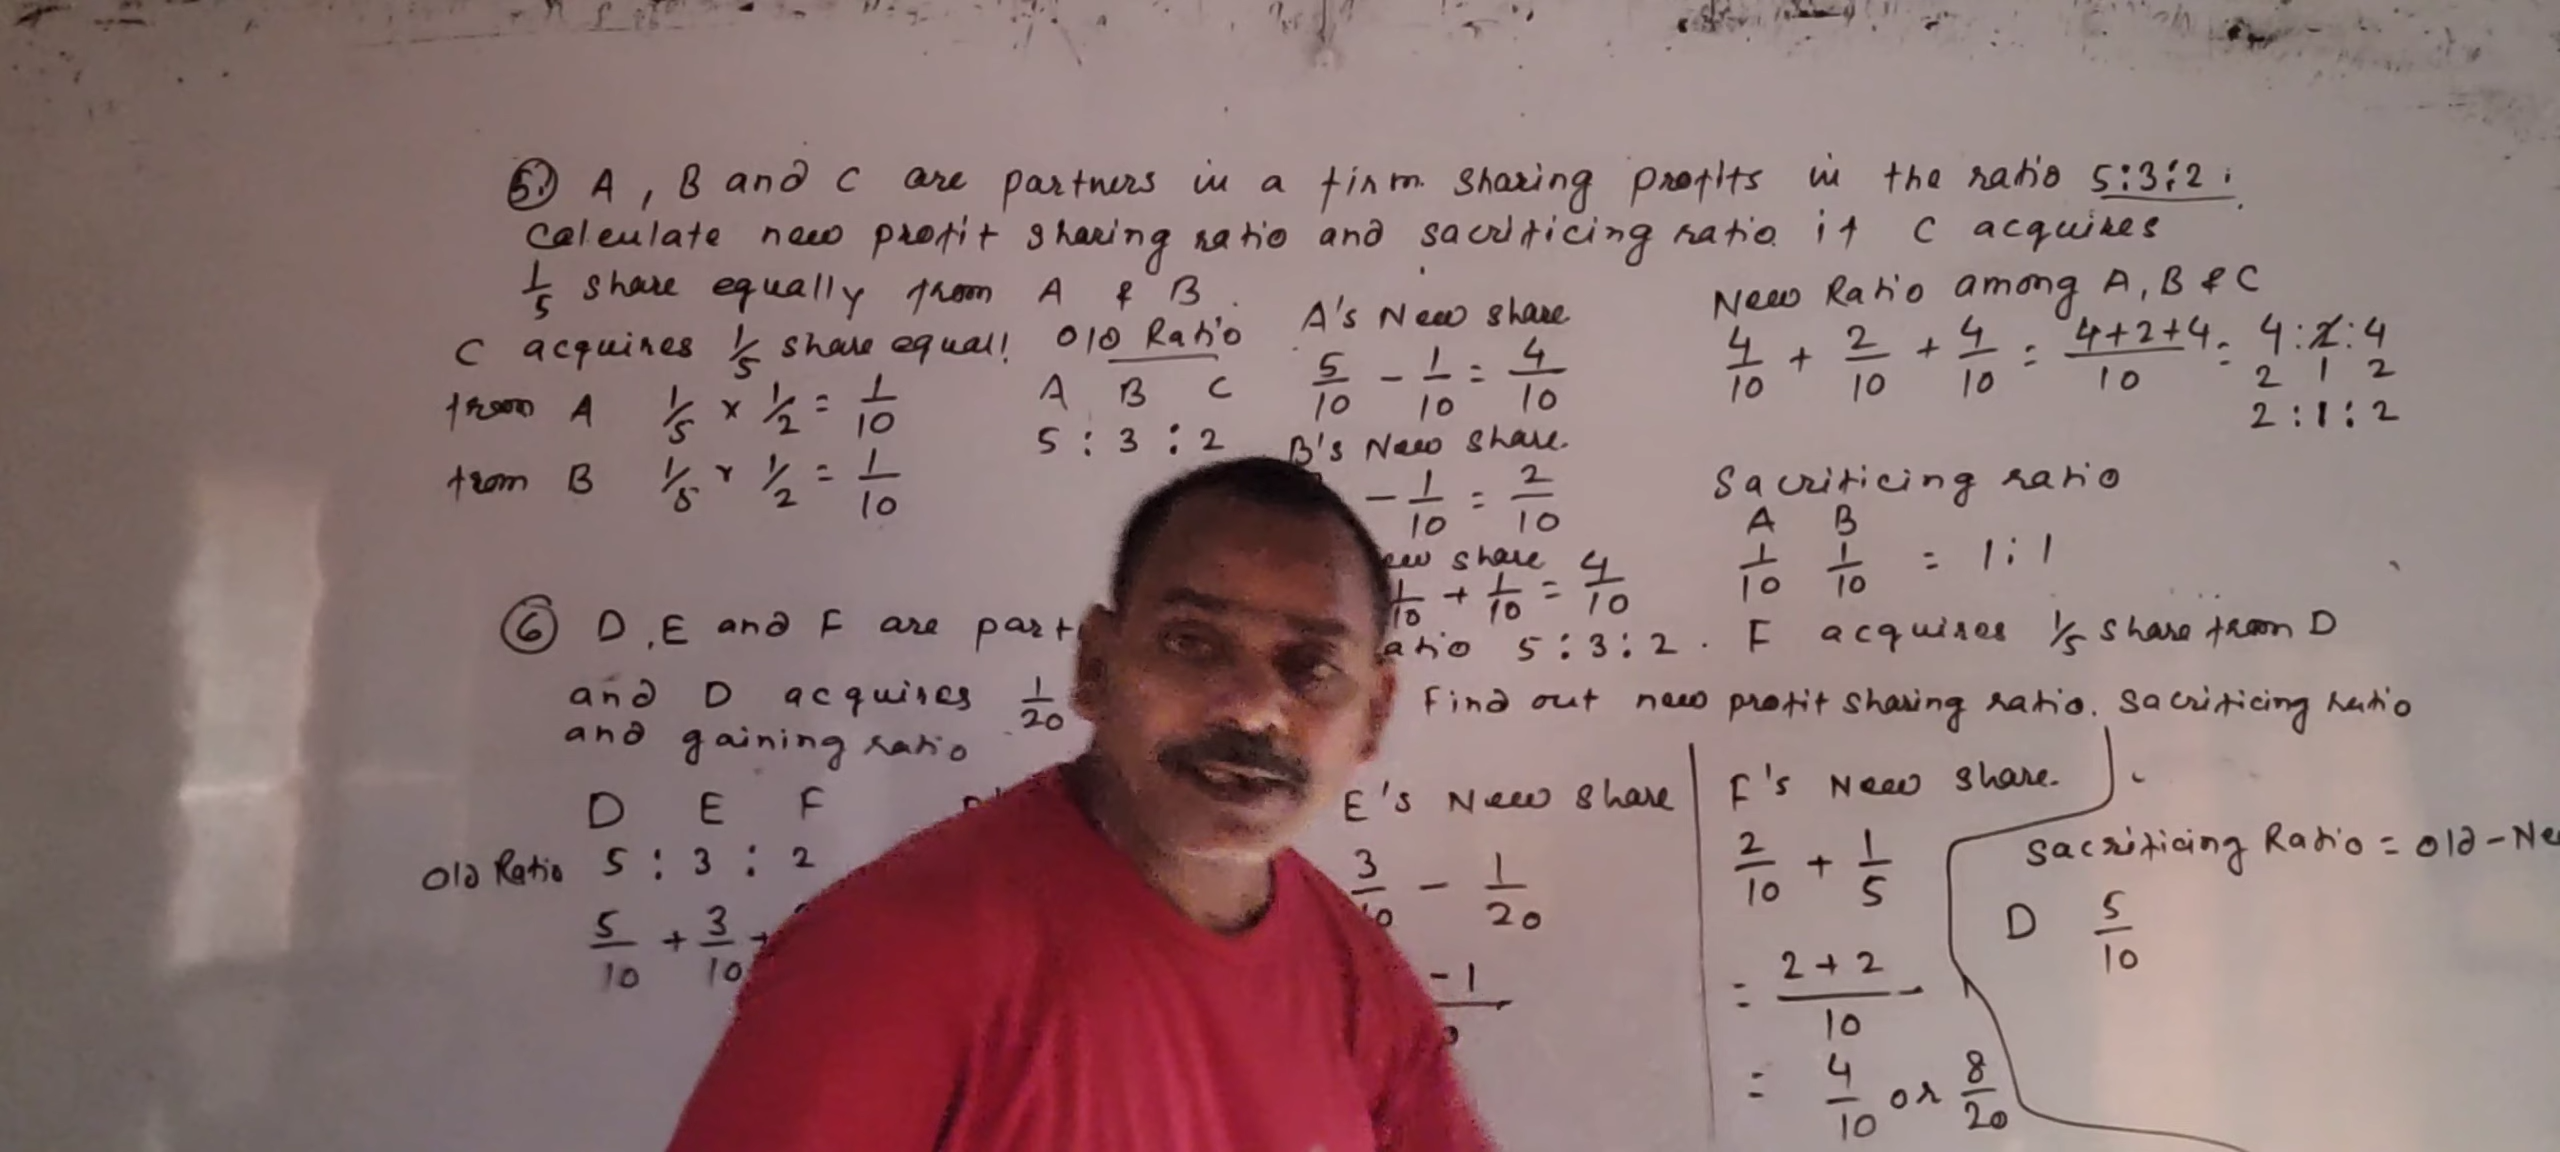 5. A, B and C are partners in a firm sharing profits in the ratio 5:3:2.
Calculate new profit sharing ratio and sacrificing ratio if C acquires
1/5 share equally from A & B.
C acquires 1/5 share equal!
from A 1/5 x 1/2 = 1/10
from B 1/5 x 1/2 = 1/10
Old Ratio
A B C
5 : 3 : 2
A's New share
5/10 - 1/10 = 4/10
B's New share.
- 1/10 = 2/10
share 4
1/10 + 1/10 = 4/10
New Ratio among A, B & C
4/10 + 2/10 + 4/10 = 4+2+4/10 = 4:2:4
2 1 2
2:1:2
Sacrificing ratio
A B
1/10 1/10 = 1:1
6 D, E and F are 5:3:2. F acquires 1/5 share from D
and D acquires 1/20 Find out new profit sharing ratio. Sacrificing ratio
and gaining ratio
D E F
Old Ratio 5 : 3 : 2
5/10 + 3/10 +
E's New share
3/10 - 1/20
- 1
F's New share.
2/10 + 1/5
= 2+2/10
= 4/10 or 8/20
Sacrificing Ratio = Old -
D 5/10